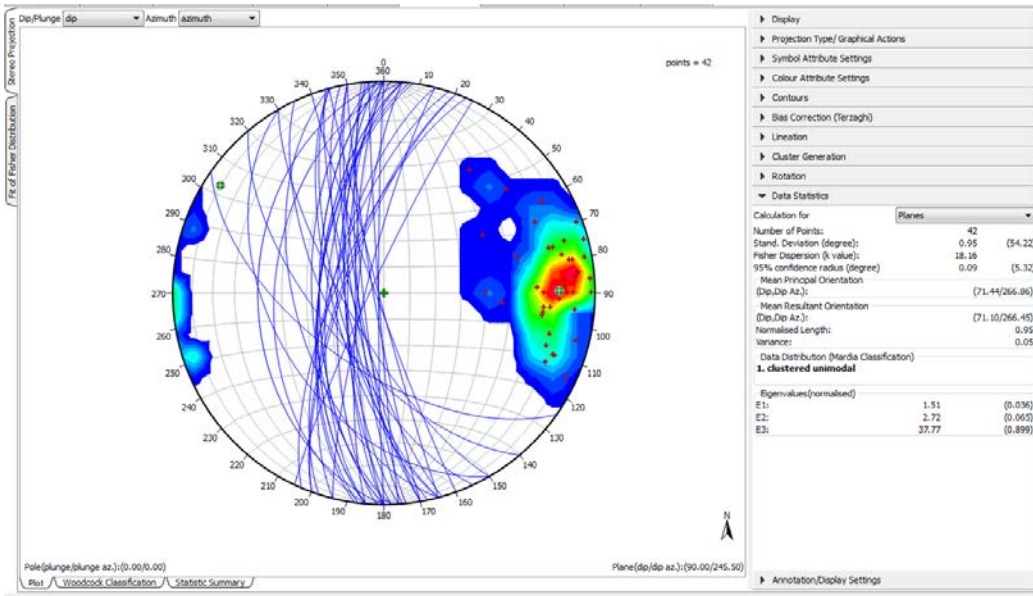 Dip/Plunge dip Azimuth azimuth
Stereo Projection
Fit of Fisher Distribution
points = 42
0
360
10
20
30
40
50
60
70
80
90
100
110
120
130
140
150
160
170
180
190
200
210
220
230
240
250
260
270
280
290
300
310
320
330
340
350
N
Pole(plunge/plunge az.):(0.00/0.00)
Plane(dip/dip az.):(90.00/245.50)
Plot Woodcock Classification Statistic Summary
Display
Projection Type/ Graphical Actions
Symbol Attribute Settings
Colour Attribute Settings
Contours
Bias Correction (Terzaghi)
Lineation
Cluster Generation
Rotation
Data Statistics
Calculation for Planes
Number of Points: 42
Stand. Deviation (degree): 0.95 (54.22
Fisher Dispersion (k value): 18.16
95% confidence radius (degree) 0.09 (5.32
Mean Principal Orientation
(Dip,Dip Az.): (71.44/266.86)
Mean Resultant Orientation
(Dip,Dip Az.): (71.10/266.45)
Normalised Length: 0.95
Variance: 0.05
Data Distribution (Mardia Classification)
1. clustered unimodal
Eigenvalues(normalised)
E1: 1.51 (0.036)
E2: 2.72 (0.065)
E3: 37.77 (0.899)
Annotation/Display Settings